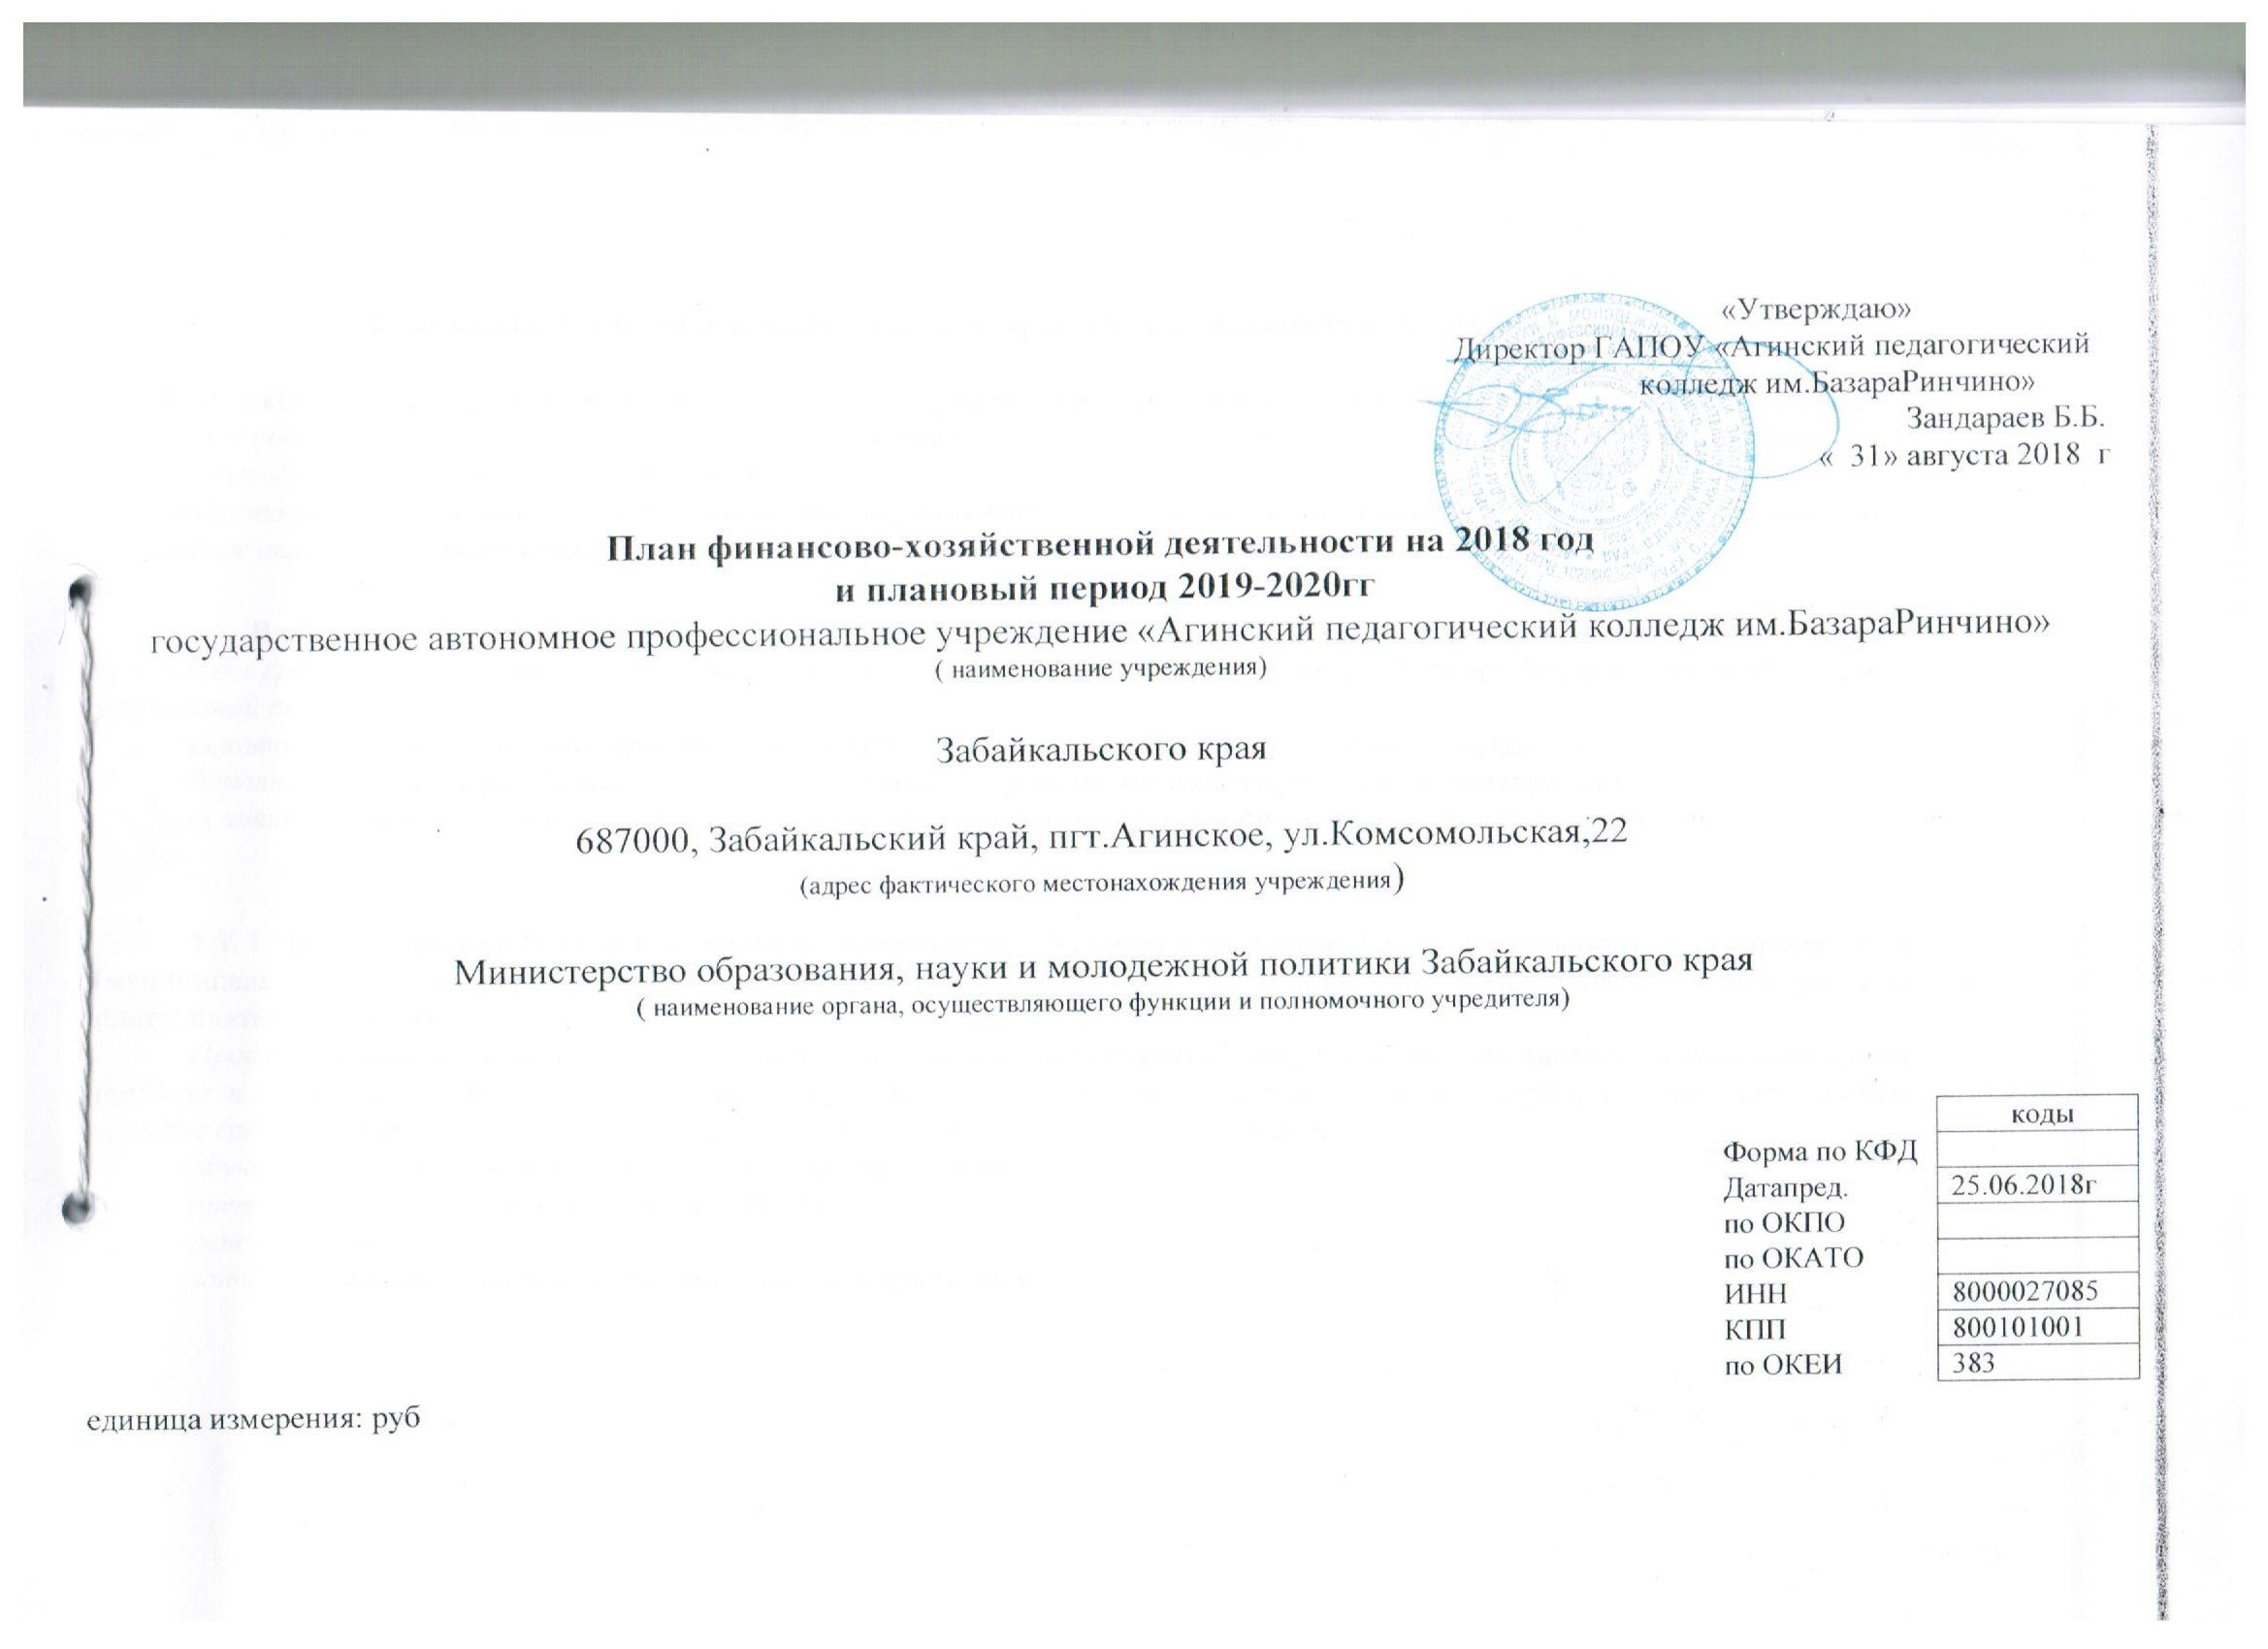 «Утверждаю»
Директор ГАПОУ «Агинский педагогический
колледж им.БазараРинчино»
Зандараев Б.Б.
« 31» августа 2018 г
План финансово-хозяйственной деятельности на 2018 год
и плановый период 2019-2020гг
государственное автономное профессиональное учреждение «Агинский педагогический колледж им.БазараРинчино»
( наименование учреждения)
Забайкальского края
687000, Забайкальский край, пгт.Агинское, ул.Комсомольская,22
(адрес фактического местонахождения учреждения)
Министерство образования, науки и молодежной политики Забайкальского края
( наименование органа, осуществляющего функции и полномочного учредителя)
коды
Форма по КФД
Датапред. 25.06.2018г
по ОКПО
по ОКАТО
ИНН 8000027085
КПП 800101001
по ОКЕИ 383
единица измерения: руб